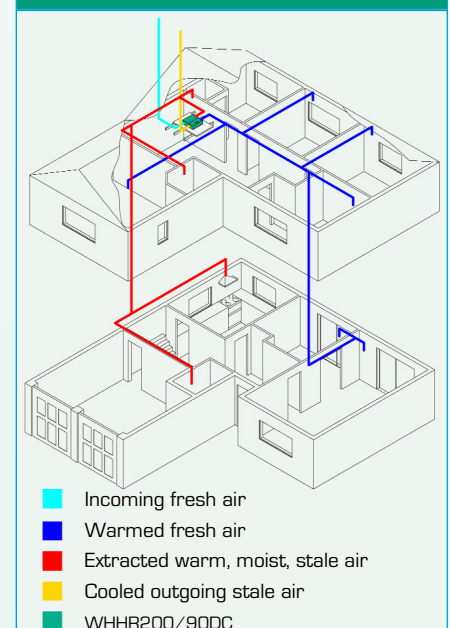 Incoming fresh air
Warmed fresh air
Extracted warm, moist, stale air
Cooled outgoing stale air
WHHR200/90DC